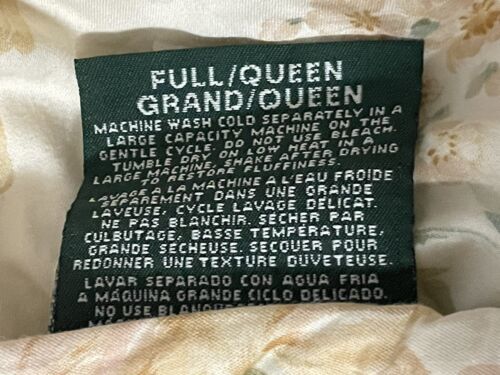 FULL/QUEEN
GRAND/QUEEN
MACHINE WASH COLD SEPARATELY IN A
LARGE CAPACITY MACHINE ON THE
GENTLE CYCLE. DO NOT USE BLEACH.
TUMBLE DRY ON LOW HEAT IN A
LARGE MACHINE. SHAKE AFTER DRYING
TO RESTORE FLUFFINESS.
LAVAGE A LA MACHINE A L'EAU FROIDE
SEPAREMENT DANS UNE GRANDE
LAVEUSE, CYCLE LAVAGE DÉLICAT.
NE PAS BLANCHIR. SÉCHER PAR
CULBUTAGE, BASSE TEMPÉRATURE,
GRANDE SÉCHEUSE. SECOUER POUR
REDONNER UNE TEXTURE DUVETEUSE.
LAVAR SEPARADO CON AGUA FRIA
A MÁQUINA GRANDE CICLO DELICADO.
NO USE BLANQUE